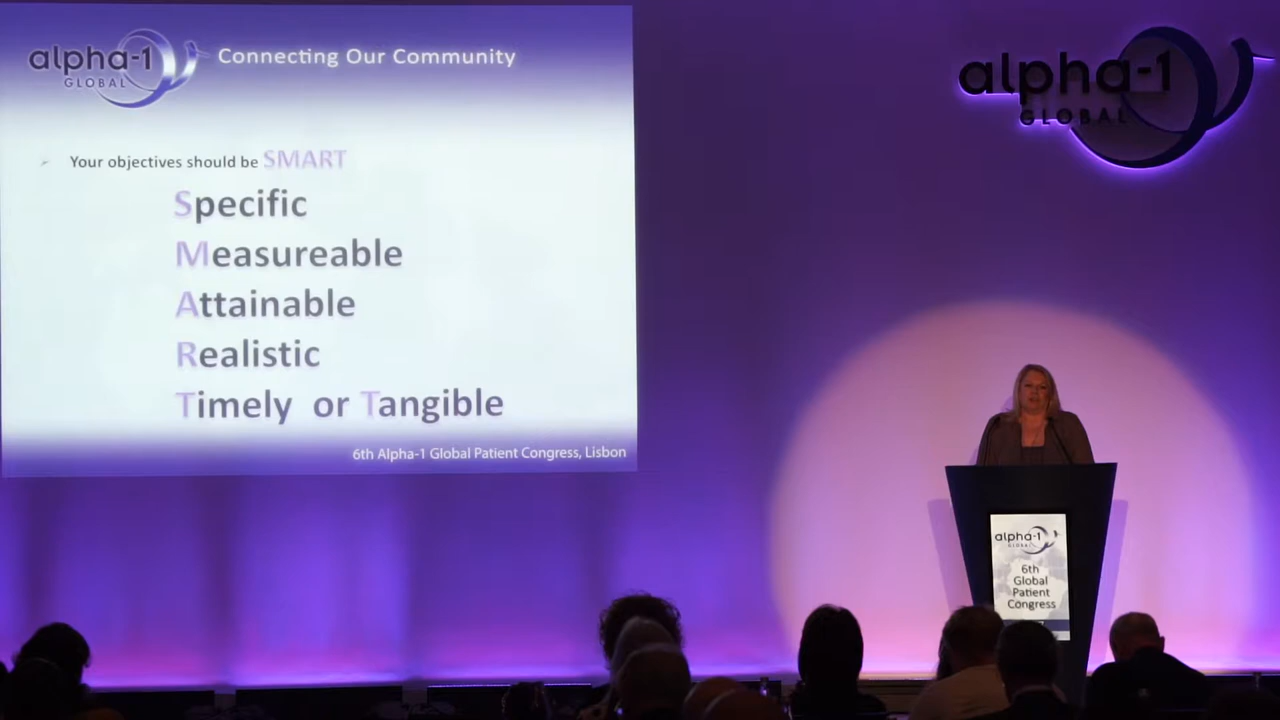 alpha-1
GLOBAL
Connecting Our Community
Your objectives should be SMART
Specific
Measureable
Attainable
Realistic
Timely or Tangible
6th Alpha-1 Global Patient Congress, Lisbon
alpha-1
GLOBAL
alpha-1
GLOBAL
6th
Global
Patient
Congress